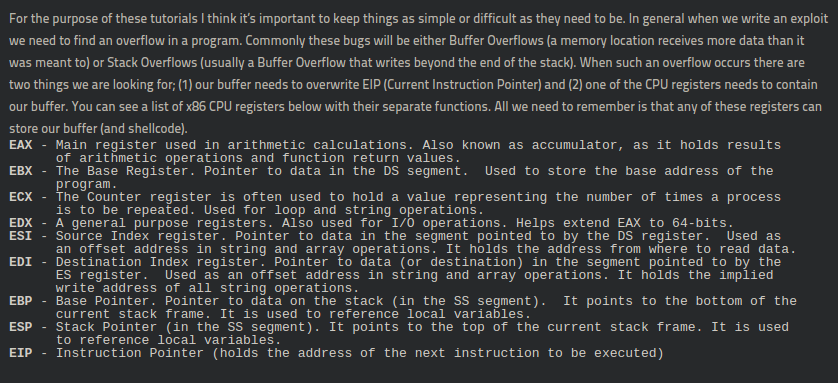 For the purpose of these tutorials I think it's important to keep things as simple or difficult as they need to be. In general when we write an exploit
we need to find an overflow in a program. Commonly these bugs will be either Buffer Overflows (a memory location receives more data than it
was meant to) or Stack Overflows (usually a Buffer Overflow that writes beyond the end of the stack). When such an overflow occurs there are
two things we are looking for; (1) our buffer needs to overwrite EIP (Current Instruction Pointer) and (2) one of the CPU registers needs to contain
our buffer. You can see a list of x86 CPU registers below with their separate functions. All we need to remember is that any of these registers can
store our buffer (and shellcode).
EAX - Main register used in arithmetic calculations. Also known as accumulator, as it holds results
of arithmetic operations and function return values.
EBX - The Base Register. Pointer to data in the DS segment. Used to store the base address of the
program.
ECX - The Counter register is often used to hold a value representing the number of times a process
is to be repeated. Used for loop and string operations.
EDX - A general purpose registers. Also used for I/O operations. Helps extend EAX to 64-bits.
ESI - Source Index register. Pointer to data in the segment pointed to by the DS register. Used as
an offset address in string and array operations. It holds the address from where to read data.
EDI - Destination Index register. Pointer to data (or destination) in the segment pointed to by the
ES register. Used as an offset address in string and array operations. It holds the implied
write address of all string operations.
EBP - Base Pointer. Pointer to data on the stack (in the SS segment). It points to the bottom of the
current stack frame. It is used to reference local variables.
ESP - Stack Pointer (in the SS segment). It points to the top of the current stack frame. It is used
to reference local variables.
EIP - Instruction Pointer (holds the address of the next instruction to be executed)